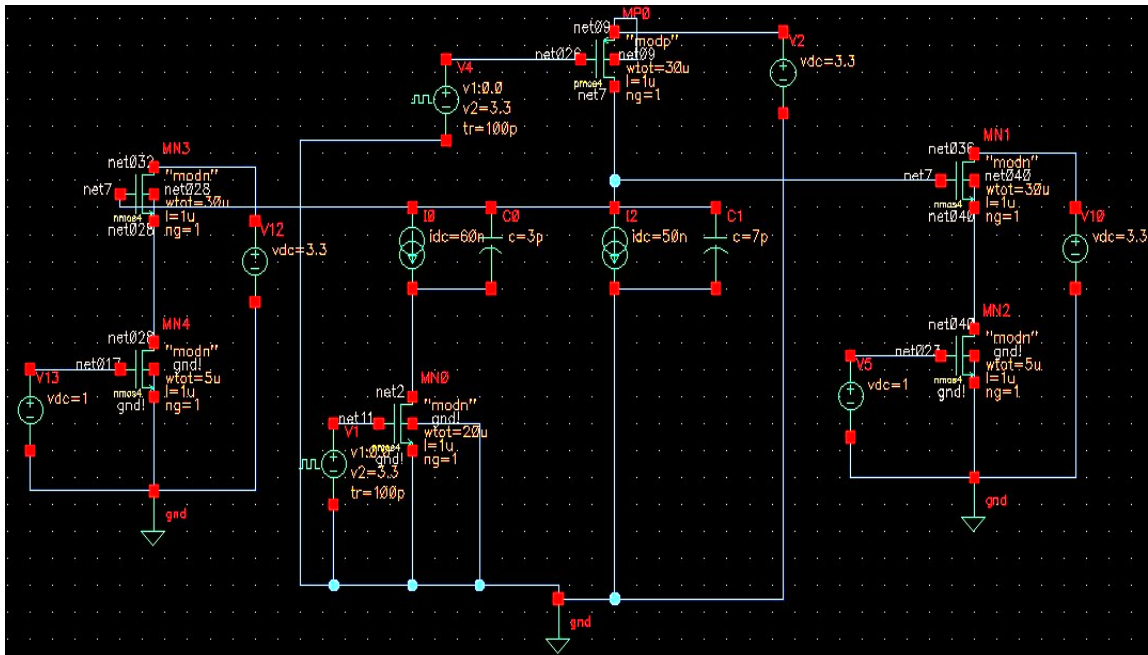 MP0
net09
"modp"
net026
net09
wtot=30u
l=1u
pmos4
net7
ng=1
V2
vdc=3.3
V4
v1:0.0
v2=3.3
tr=100p
MN3
net032
"modn"
net7
net028
wtot=30u
nmos4
l=1u
net028
ng=1
V12
vdc=3.3
I0
idc=60n
C0
c=3p
I2
idc=50n
C1
c=7p
MN1
net036
"modn"
net7
net040
wtot=30u
nmos4
l=1u
net040
ng=1
V10
vdc=3.3
MN4
net028
"modn"
net017
gnd!
wtot=5u
nmos4
l=1u
gnd!
ng=1
V13
vdc=1
gnd
MN0
net2
"modn"
net11
gnd!
wtot=20u
nmos4
l=1u
gnd!
ng=1
V1
v1:0.0
v2=3.3
tr=100p
MN2
net040
"modn"
net023
gnd!
wtot=5u
nmos4
l=1u
gnd!
ng=1
V5
vdc=1
gnd
gnd